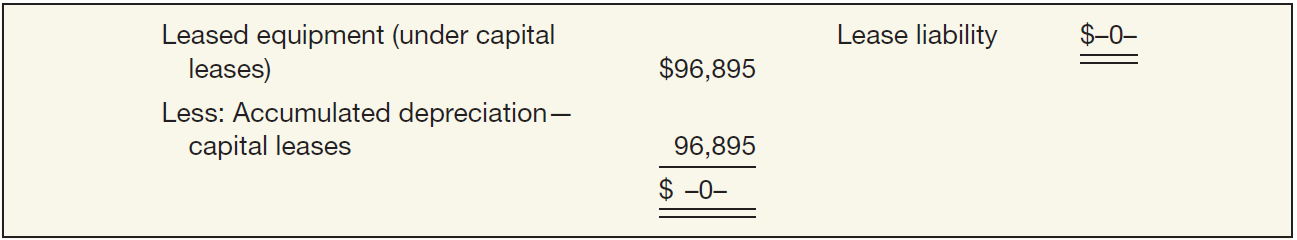 Leased equipment (under capital Lease liability $–0–
leases) $96,895
Less: Accumulated depreciation—
capital leases 96,895
$ –0–